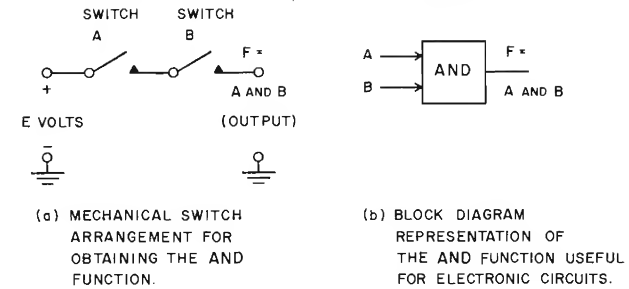 SWITCH SWITCH
A B
F =
+ A AND B
E VOLTS (OUTPUT)
−
(a) MECHANICAL SWITCH
ARRANGEMENT FOR
OBTAINING THE AND
FUNCTION.
A
B
AND
F =
A AND B
(b) BLOCK DIAGRAM
REPRESENTATION OF
THE AND FUNCTION USEFUL
FOR ELECTRONIC CIRCUITS.